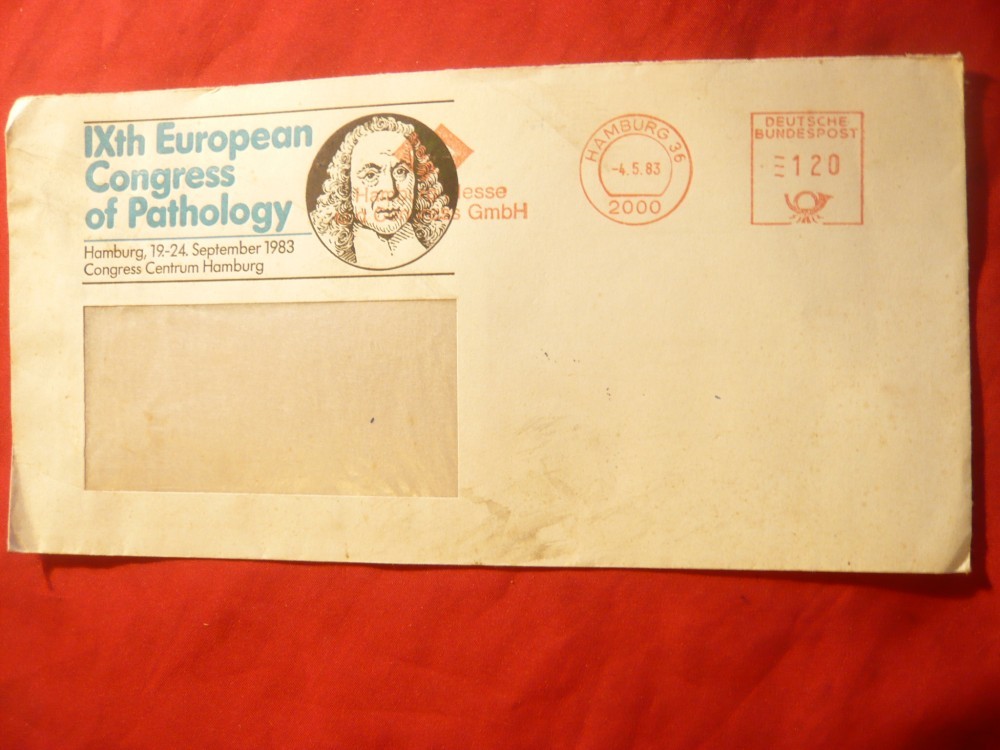 IXth European
Congress
of Pathology
Hamburg, 19.-24. September 1983
Congress Centrum Hamburg
GmbH
HAMBURG 36
-4.5.83
2000
DEUTSCHE
BUNDESPOST
120